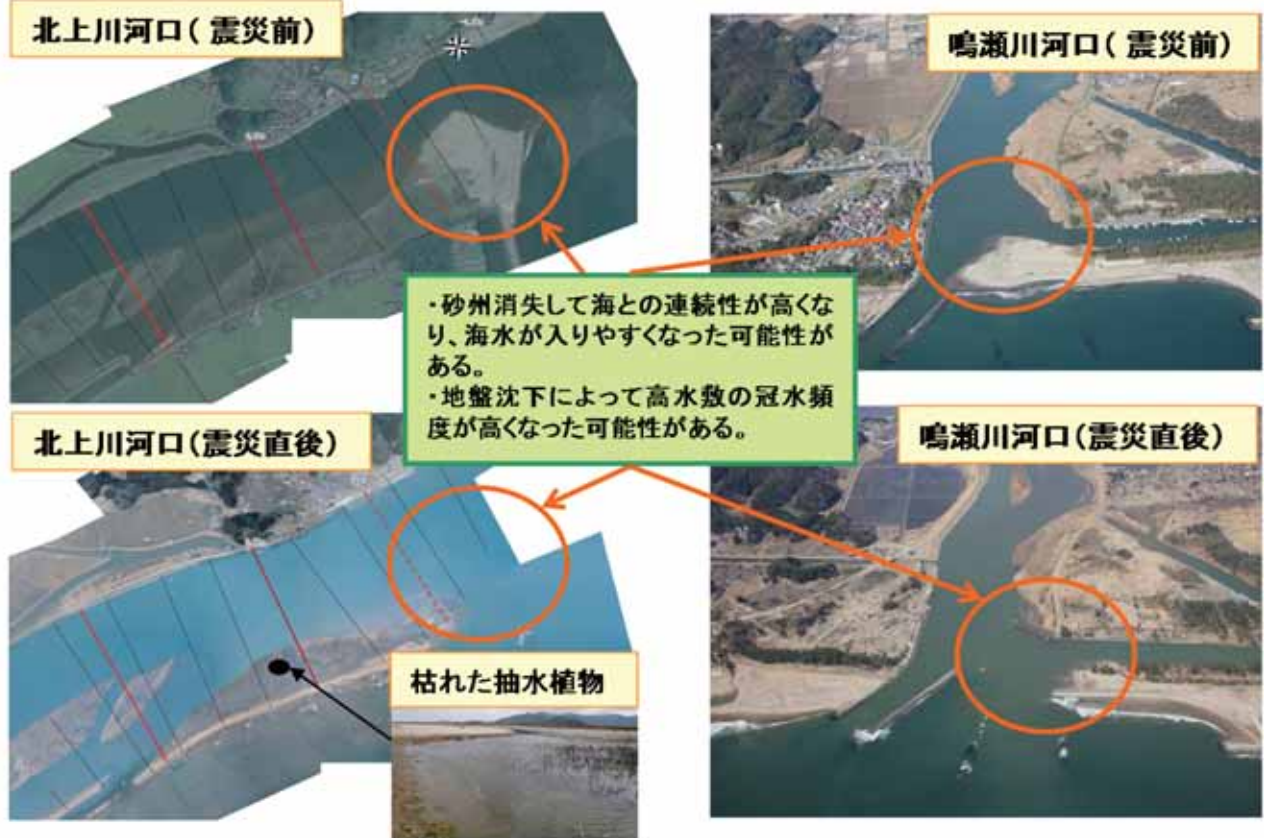 北上川河口( 震災前)
鳴瀬川河口( 震災前)
・砂州消失して海との連続性が高くな
り、海水が入りやすくなった可能性が
ある。
・地盤沈下によって高水敷の冠水頻
度が高くなった可能性がある。
北上川河口(震災直後)
鳴瀬川河口(震災直後)
枯れた抽水植物